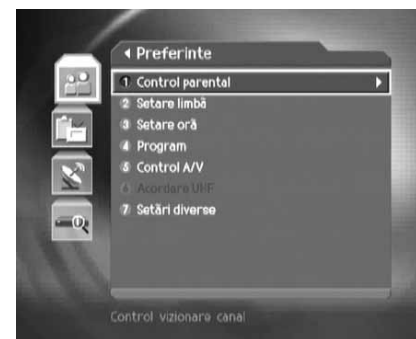 Preferinte
1 Control parental
2 Setare limbă
3 Setare oră
4 Program
5 Control A/V
6 Acordare UHF
7 Setări diverse
Control vizionare canal